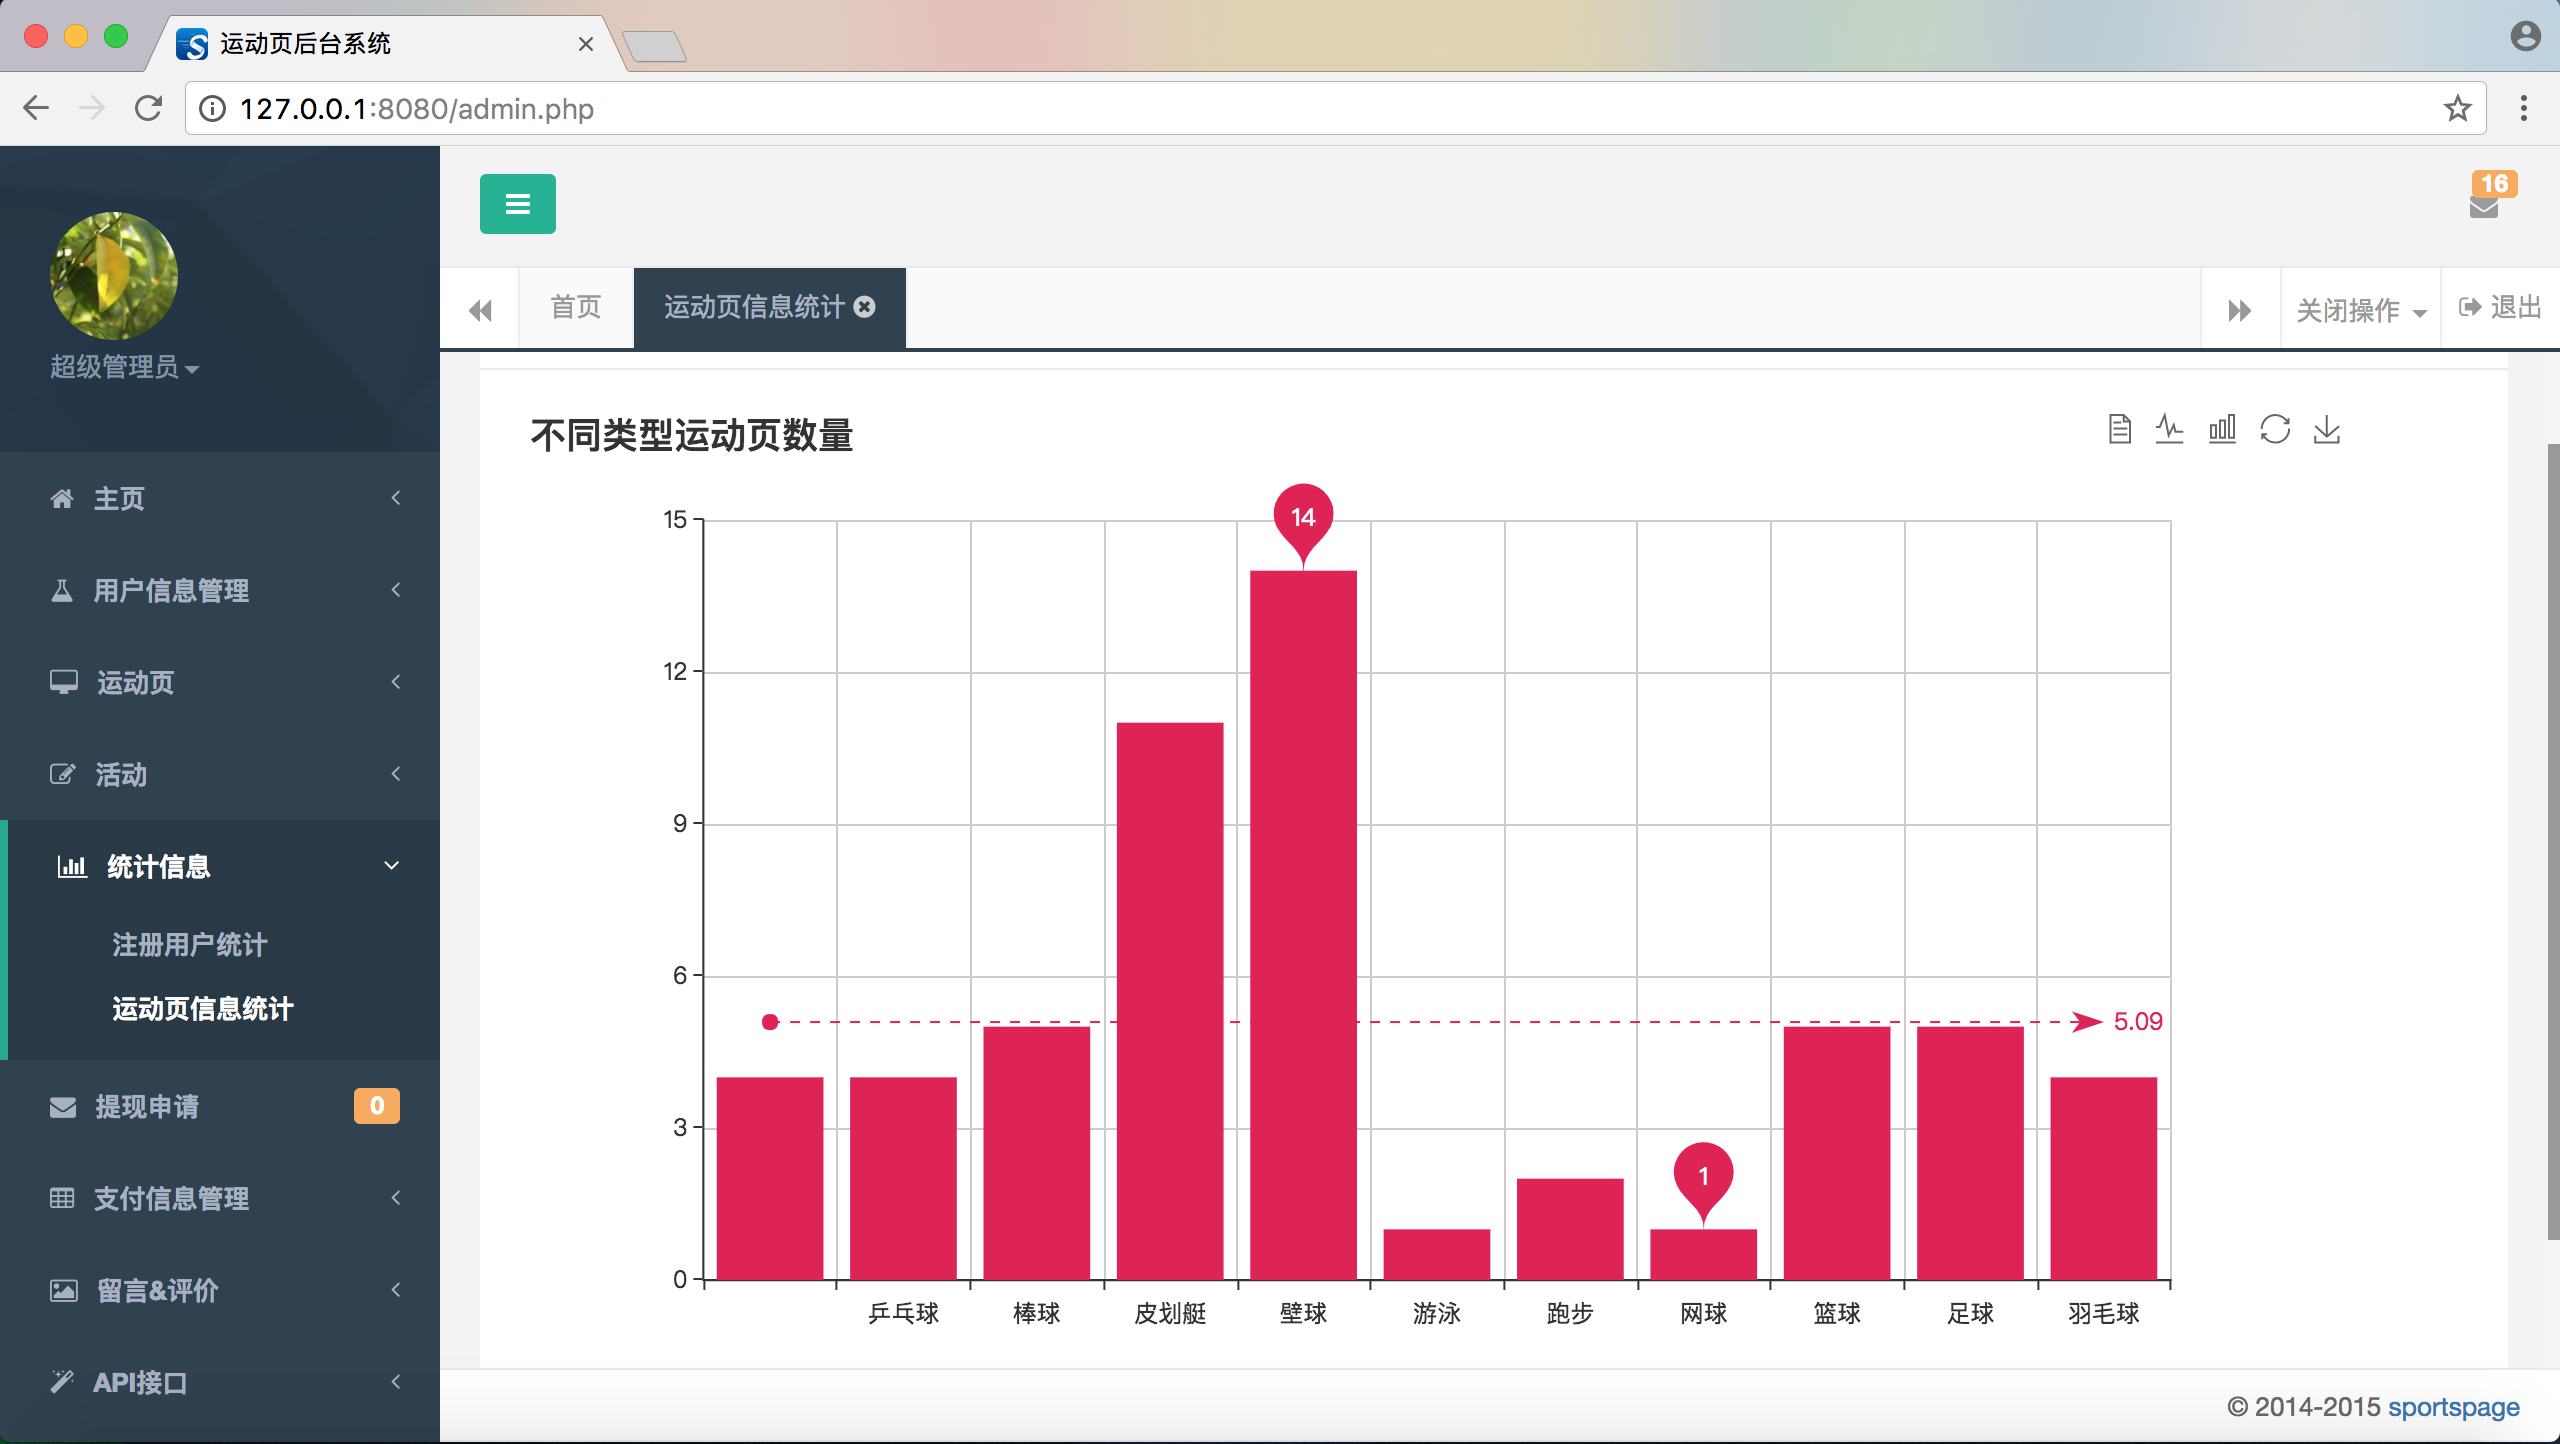 运动页后台系统
127.0.0.1:8080/admin.php
16
超级管理员
首页
运动页信息统计
关闭操作
退出
主页
用户信息管理
运动页
活动
统计信息
注册用户统计
运动页信息统计
提现申请
0
支付信息管理
留言&评价
API接口
不同类型运动页数量
15
12
9
6
3
0
14
1
5.09
乒乓球 棒球 皮划艇 壁球 游泳 跑步 网球 篮球 足球 羽毛球
© 2014-2015 sportspage